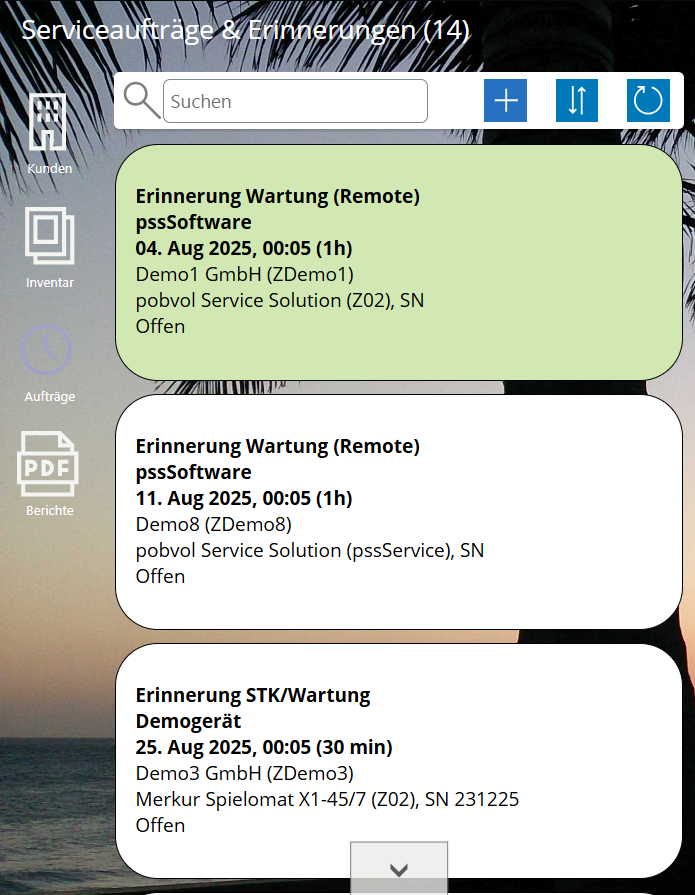 Serviceaufträge & Erinnerungen (14)
Suchen
Kunden
Inventar
Aufträge
PDF
Berichte
Erinnerung Wartung (Remote)
pssSoftware
04. Aug 2025, 00:05 (1h)
Demo1 GmbH (ZDemo1)
pobvol Service Solution (Z02), SN
Offen
Erinnerung Wartung (Remote)
pssSoftware
11. Aug 2025, 00:05 (1h)
Demo8 (ZDemo8)
pobvol Service Solution (pssService), SN
Offen
Erinnerung STK/Wartung
Demogerät
25. Aug 2025, 00:05 (30 min)
Demo3 GmbH (ZDemo3)
Merkur Spielomat X1-45/7 (Z02), SN 231225
Offen